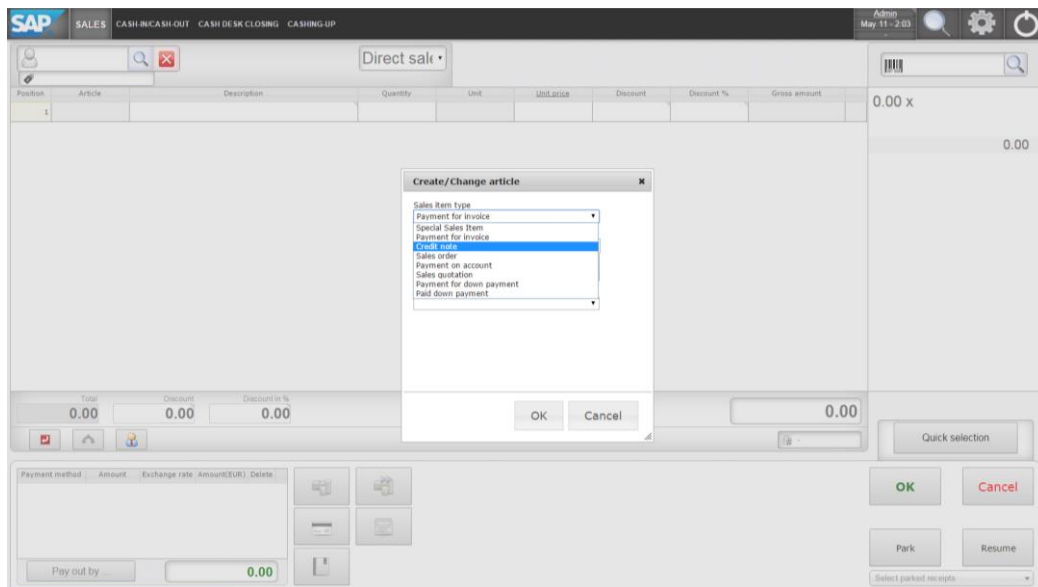 SAP SALES CASH-IN/CASH-OUT CASH DESK CLOSING CASHING-UP Admin
May 11 - 2:03
Direct sale
Position Article Description Quantity Unit Unit price Discount Discount % Gross amount
1
0.00 x
0.00
Create/Change article
Sales item type
Payment for invoice
Special Sales Item
Payment for invoice
Credit note
Sales order
Payment on account
Sales quotation
Payment for down payment
Paid down payment
OK Cancel
Total Discount Discount in %
0.00 0.00 0.00 0.00
Quick selection
Payment method Amount Exchange rate Amount(EUR) Delete
OK Cancel
Park Resume
Pay out by ... 0.00
Select parked receipts